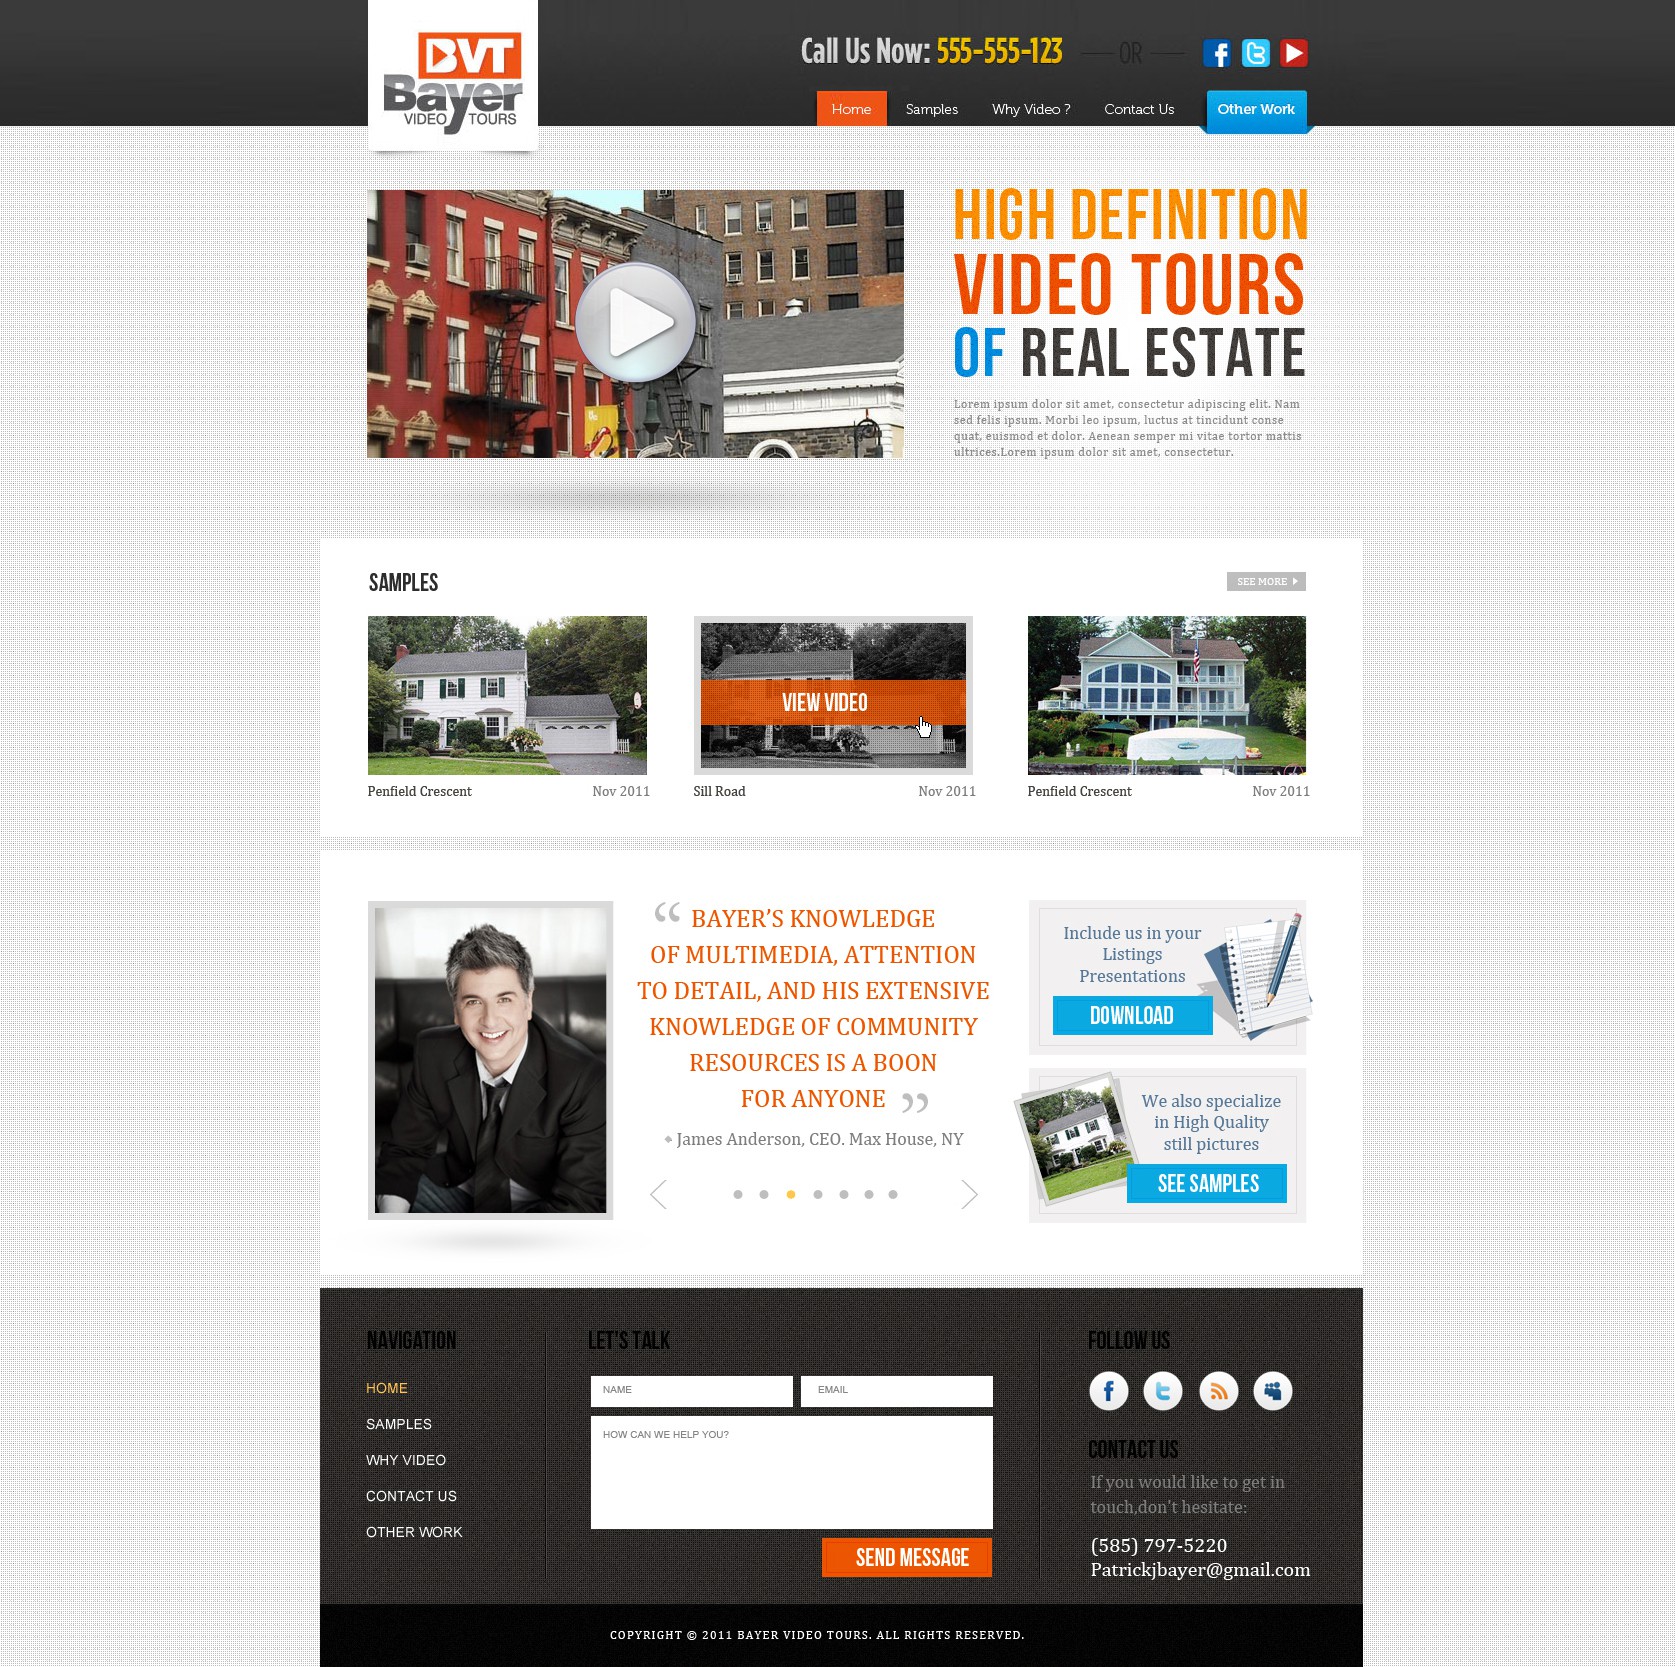 BVT
Bayer
VIDEO TOURS
Call Us Now: 555-555-123
OR
Home
Samples
Why Video ?
Contact Us
Other Work
HIGH DEFINITION
VIDEO TOURS
OF REAL ESTATE
Lorem ipsum dolor sit amet, consectetur adipiscing elit. Nam
sed felis ipsum. Morbi leo ipsum, luctus at tincidunt conse
quat, euismod et dolor. Aenean semper mi vitae tortor mattis
ultrices.Lorem ipsum dolor sit amet, consectetur.
SAMPLES
SEE MORE
VIEW VIDEO
Penfield Crescent
Nov 2011
Sill Road
Nov 2011
Penfield Crescent
Nov 2011
“ BAYER’S KNOWLEDGE
OF MULTIMEDIA, ATTENTION
TO DETAIL, AND HIS EXTENSIVE
KNOWLEDGE OF COMMUNITY
RESOURCES IS A BOON
FOR ANYONE ”
James Anderson, CEO. Max House, NY
Include us in your
Listings
Presentations
DOWNLOAD
We also specialize
in High Quality
still pictures
SEE SAMPLES
NAVIGATION
HOME
SAMPLES
WHY VIDEO
CONTACT US
OTHER WORK
LET'S TALK
NAME
EMAIL
HOW CAN WE HELP YOU?
SEND MESSAGE
FOLLOW US
CONTACT US
If you would like to get in
touch,don't hesitate:
(585) 797-5220
Patrickjbayer@gmail.com
COPYRIGHT © 2011 BAYER VIDEO TOURS. ALL RIGHTS RESERVED.